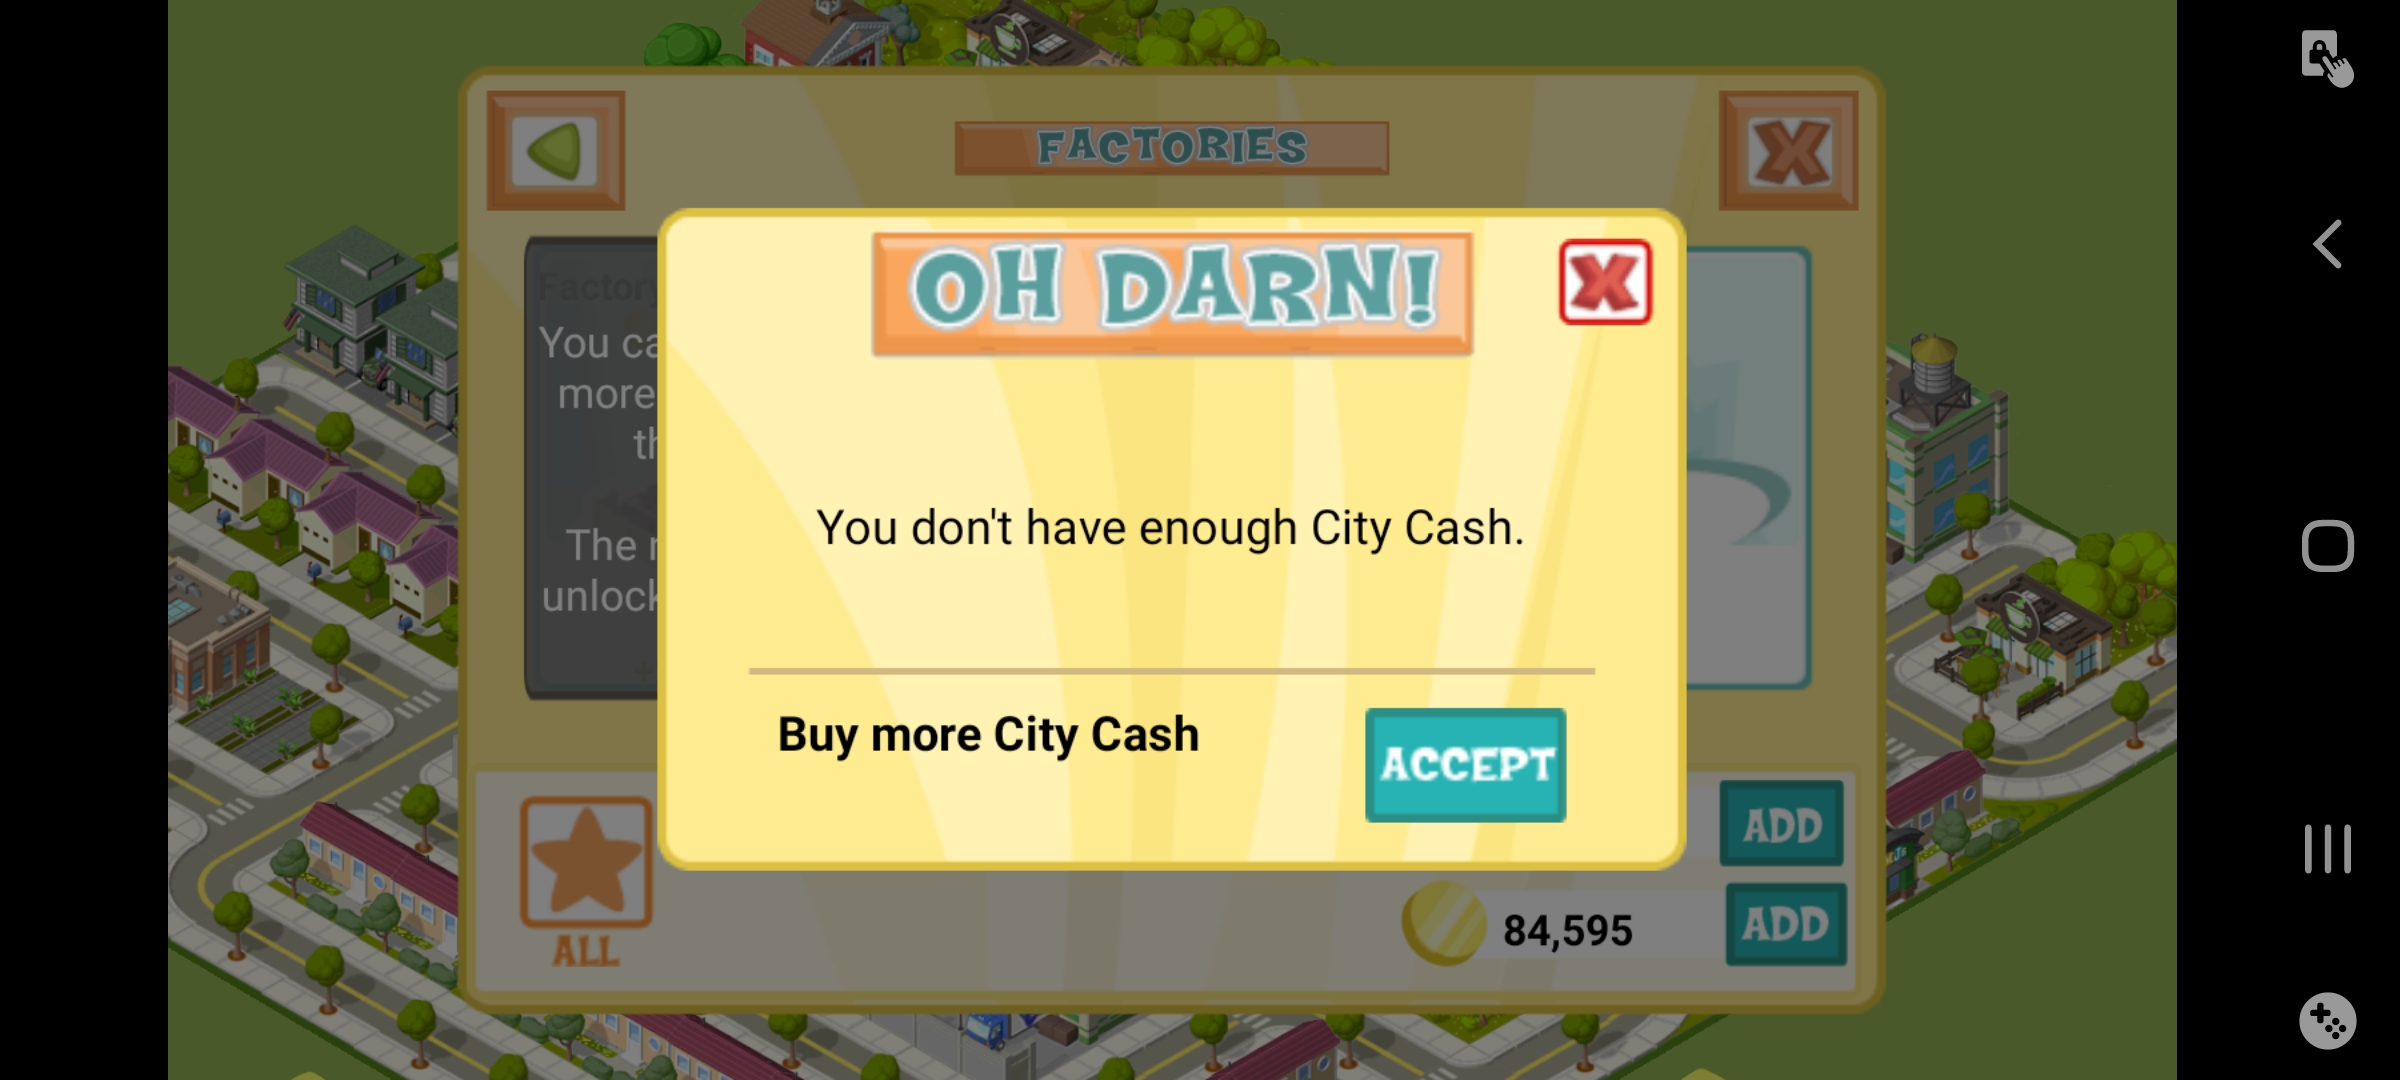 FACTORIES
OH DARN!
Factory
You ca
more
th
The
unlock
You don't have enough City Cash.
Buy more City Cash
ACCEPT
ADD
ALL
84,595
ADD